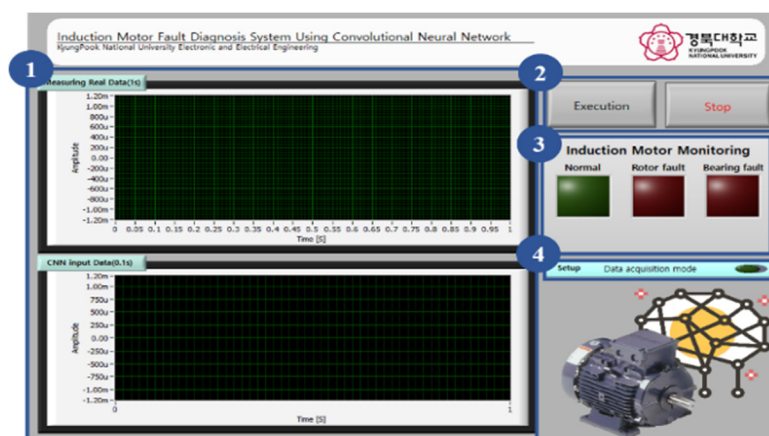 Induction Motor Fault Diagnosis System Using Convolutional Neural Network
KyungPook National University Electronic and Electrical Engineering
경북대학교
KYUNGPOOK
NATIONAL UNIVERSITY
1
Measuring Real Data(1s)
1.20m
1.00m
800u
600u
400u
200u
0.00
-200u
-400u
-600u
-800u
-1.00m
-1.20m
Amplitude
0 0.05 0.1 0.15 0.2 0.25 0.3 0.35 0.4 0.45 0.5 0.55 0.6 0.65 0.7 0.75 0.8 0.85 0.9 0.95 1
Time [S]
CNN input Data(0.1s)
1.20m
1.00m
750u
500u
250u
0.00
-250u
-500u
-750u
-1.00m
-1.20m
Amplitude
0 1
Time [S]
2
Execution Stop
3
Induction Motor Monitoring
Normal Rotor fault Bearing fault
4
Setup Data acquisition mode